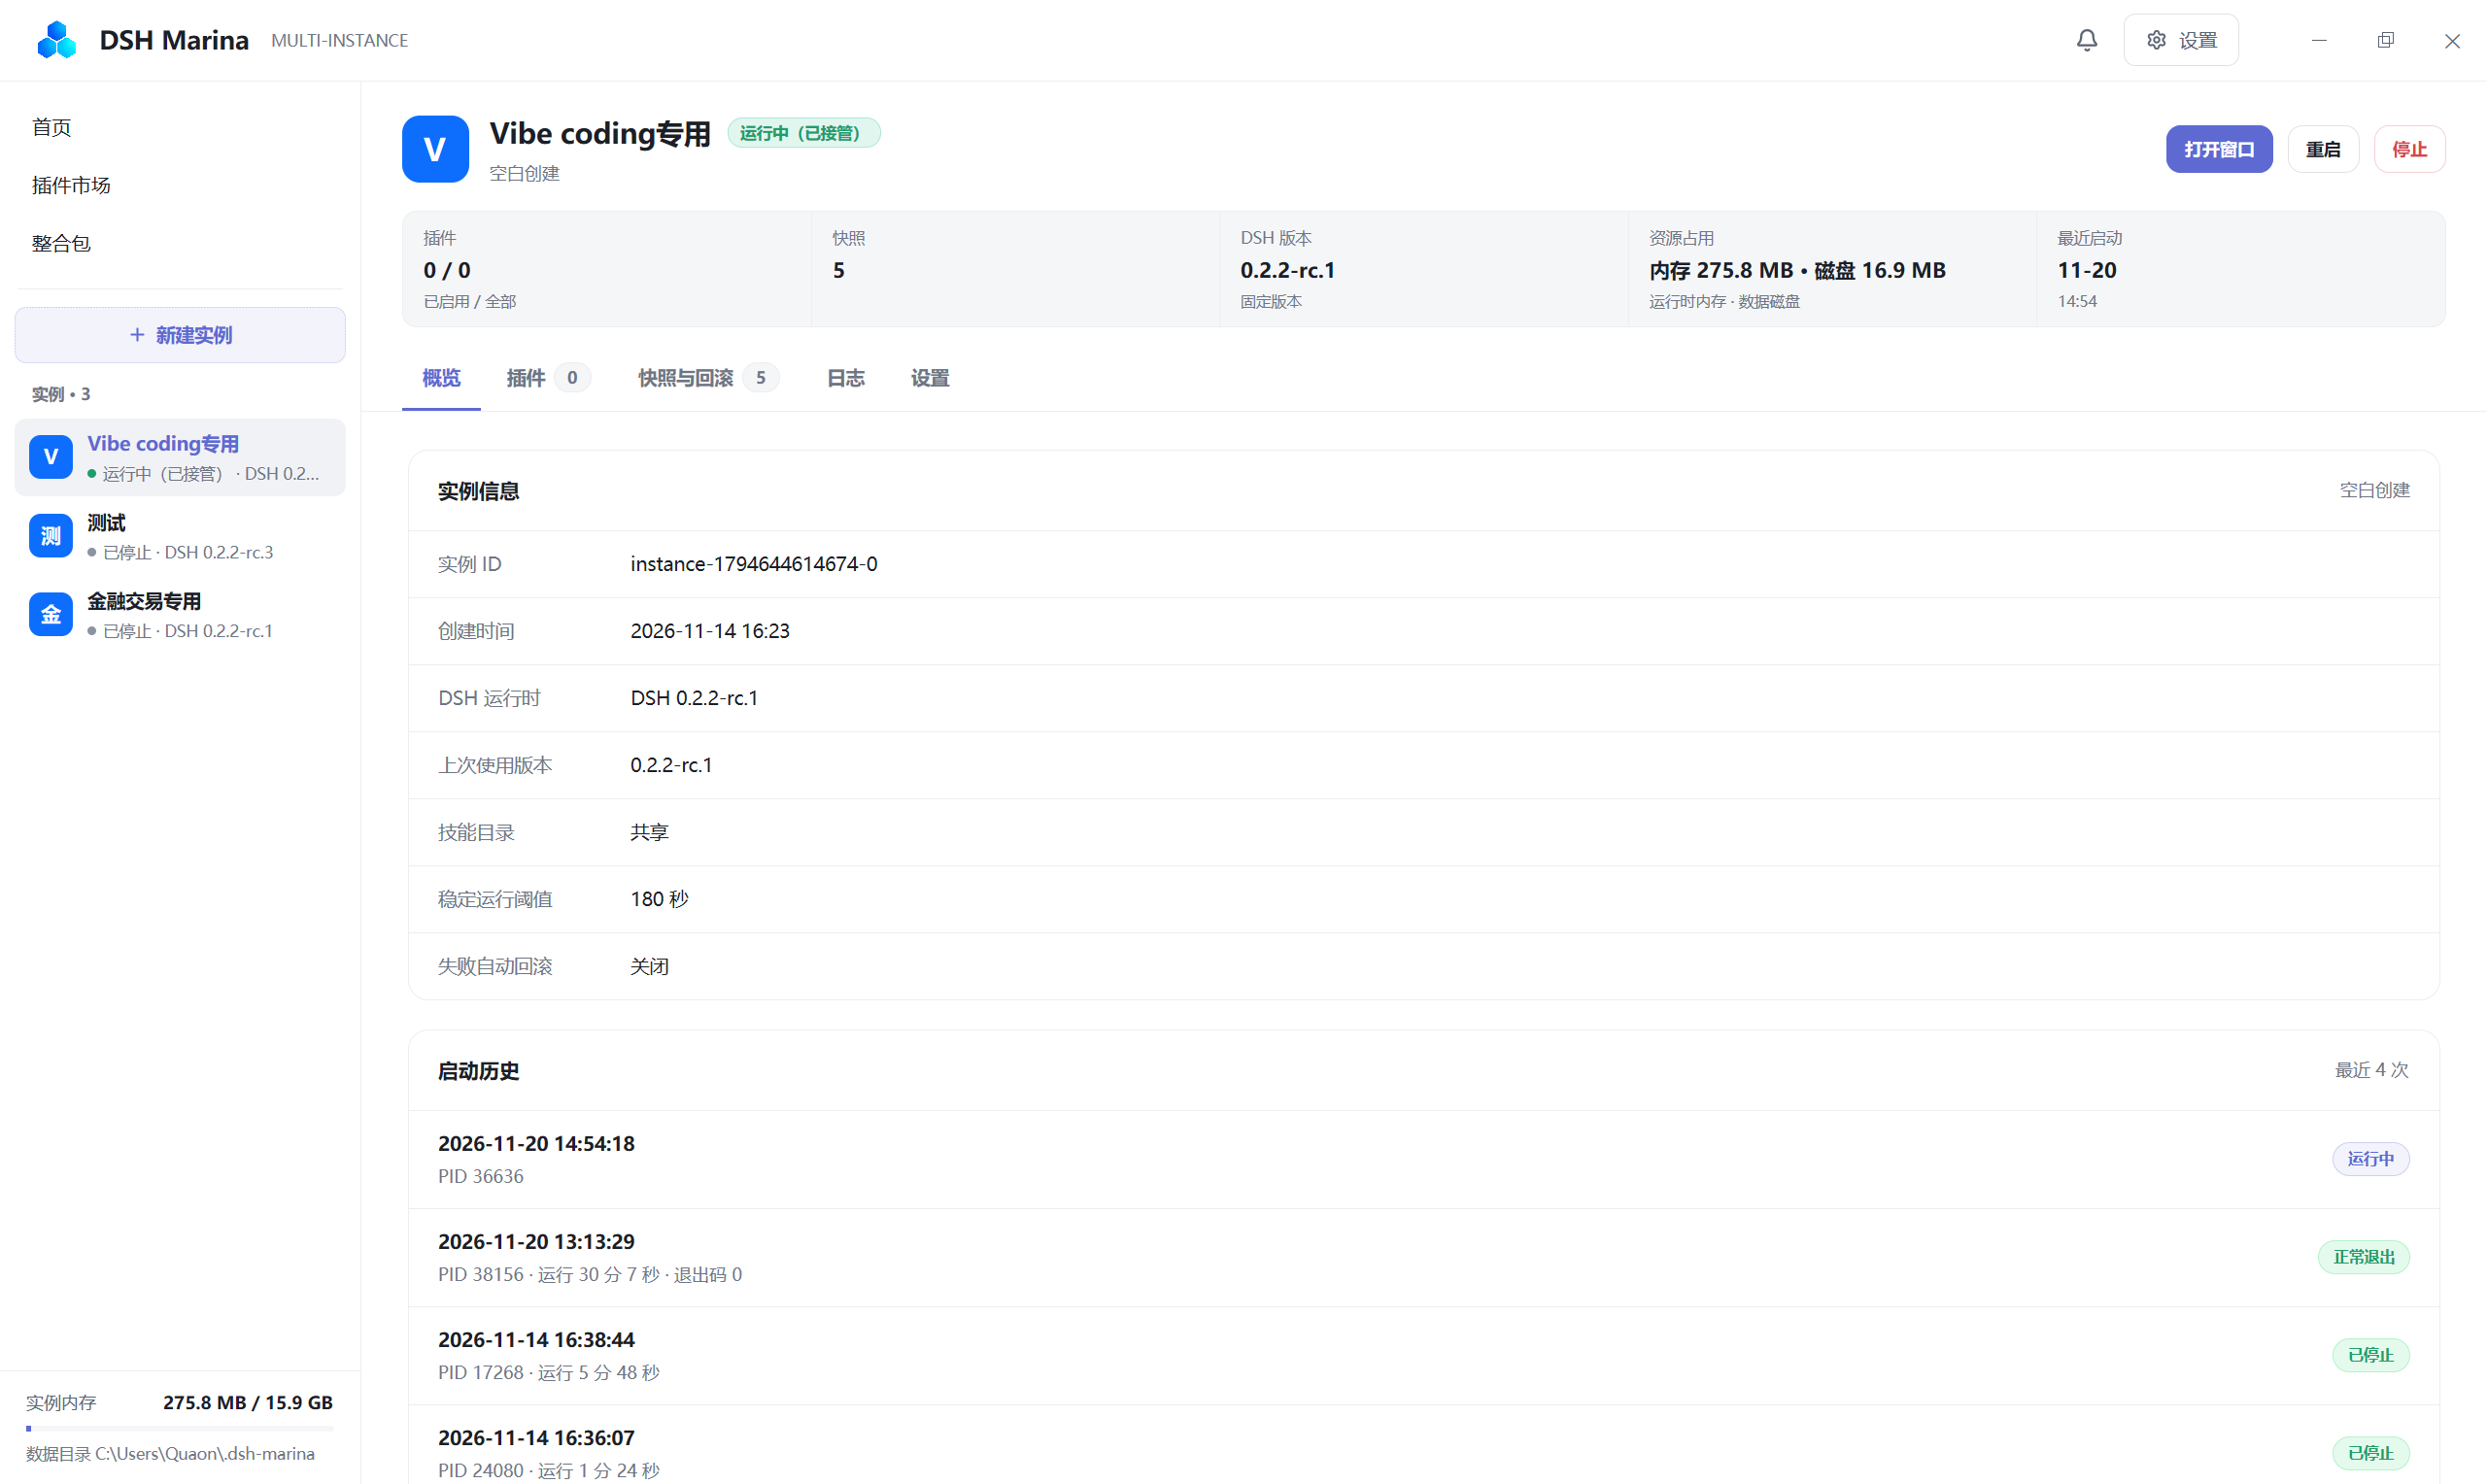 DSH Marina MULTI-INSTANCE
设置
首页
插件市场
整合包
+ 新建实例
实例 • 3
V
Vibe coding专用
运行中（已接管） · DSH 0.2...
测
测试
已停止 · DSH 0.2.2-rc.3
金
金融交易专用
已停止 · DSH 0.2.2-rc.1
实例内存 275.8 MB / 15.9 GB
数据目录 C:\Users\Quaon\.dsh-marina
V
Vibe coding专用 运行中（已接管）
空白创建
打开窗口 重启 停止
插件
0 / 0
已启用 / 全部
快照
5
DSH 版本
0.2.2-rc.1
固定版本
资源占用
内存 275.8 MB • 磁盘 16.9 MB
运行时内存 · 数据磁盘
最近启动
11-20
14:54
概览 插件 0 快照与回滚 5 日志 设置
实例信息 空白创建
实例 ID instance-1794644614674-0
创建时间 2026-11-14 16:23
DSH 运行时 DSH 0.2.2-rc.1
上次使用版本 0.2.2-rc.1
技能目录 共享
稳定运行阈值 180 秒
失败自动回滚 关闭
启动历史 最近 4 次
2026-11-20 14:54:18
PID 36636
运行中
2026-11-20 13:13:29
PID 38156 · 运行 30 分 7 秒 · 退出码 0
正常退出
2026-11-14 16:38:44
PID 17268 · 运行 5 分 48 秒
已停止
2026-11-14 16:36:07
PID 24080 · 运行 1 分 24 秒
已停止